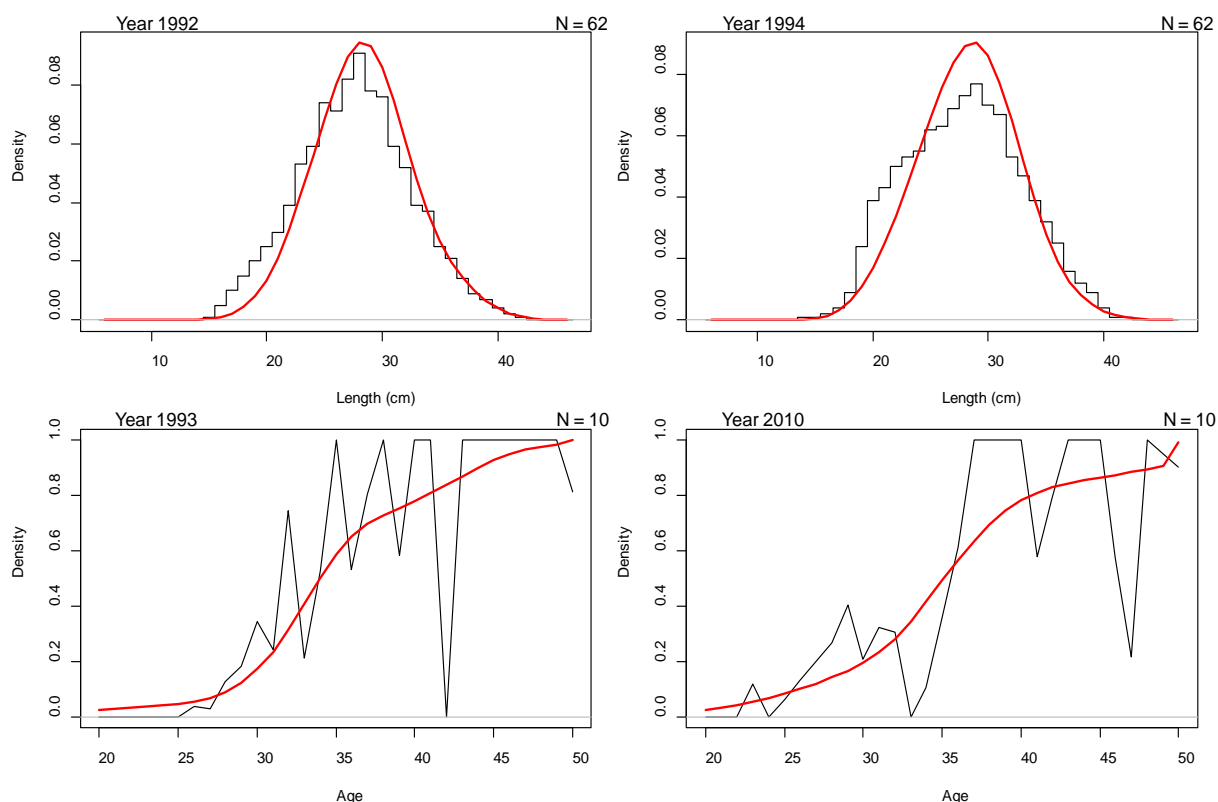 Year 1992 N = 62
Density
0.00 0.02 0.04 0.06 0.08
10 20 30 40
Length (cm)
Year 1994 N = 62
Density
0.00 0.02 0.04 0.06 0.08
10 20 30 40
Length (cm)
Year 1993 N = 10
Density
0.0 0.2 0.4 0.6 0.8 1.0
20 25 30 35 40 45 50
Age
Year 2010 N = 10
Density
0.0 0.2 0.4 0.6 0.8 1.0
20 25 30 35 40 45 50
Age